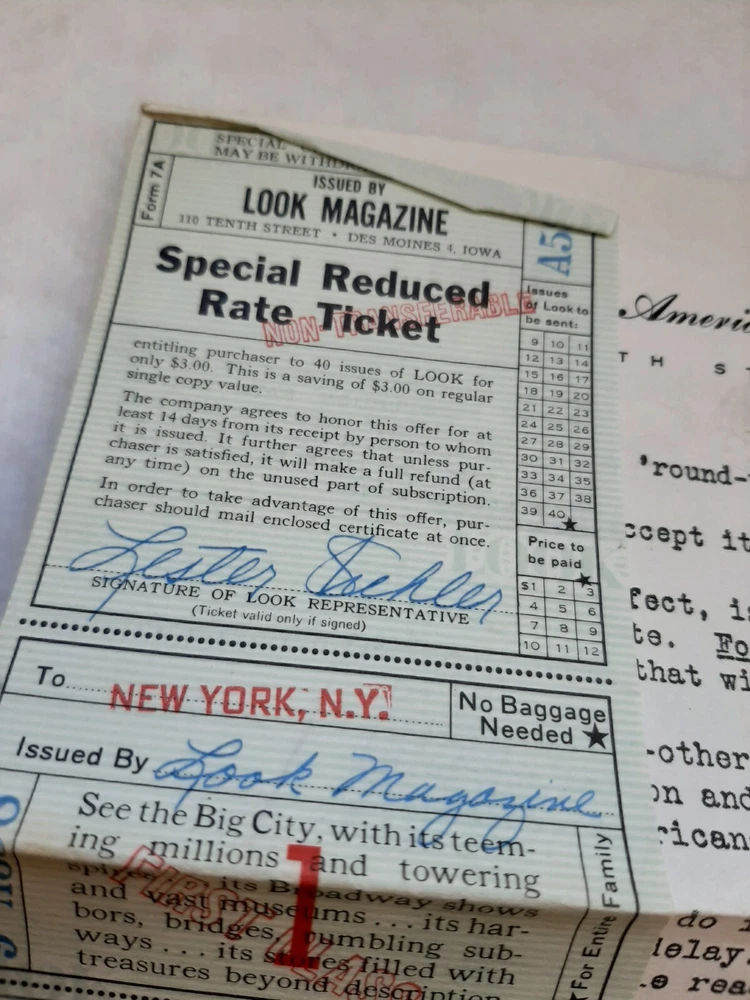 SPECIAL
MAY BE WITHDR
Form 7A
ISSUED BY
LOOK MAGAZINE
110 TENTH STREET • DES MOINES 4, IOWA
A5
Special Reduced
Rate Ticket
NON-TRANSFERABLE
entitling purchaser to 40 issues of LOOK for
only $3.00. This is a saving of $3.00 on regular
single copy value.
The company agrees to honor this offer for at
least 14 days from its receipt by person to whom
it is issued. It further agrees that unless pur-
chaser is satisfied, it will make a full refund (at
any time) on the unused part of subscription.
In order to take advantage of this offer, pur-
chaser should mail enclosed certificate at once.
Lester
SIGNATURE OF LOOK REPRESENTATIVE
(Ticket valid only if signed)
Issues
of Look to
be sent:
9 10 11
12 13 14
15 16 17
18 19 20
21 22 23
24 25 26
27 28 29
30 31 32
33 34 35
36 37 38
39 40 ★
Price to
be paid ★
$1 2 3
4 5 6
7 8 9
10 11 12
To NEW YORK, N.Y.
No Baggage
Needed ★
Issued By Look Magazine
See the Big City, with its teem-
ing millions and towering
spires its Broadway shows
and vast museums ... its har-
bors, bridges, rumbling sub-
ways ... its stores filled with
treasures beyond description
1
FIRST CLASS
For Entire Family
Americ
T H S T
'round-
ccept it
fect, i
te. Fo
that wi
-other
on and
rican
do
elay.
e rea